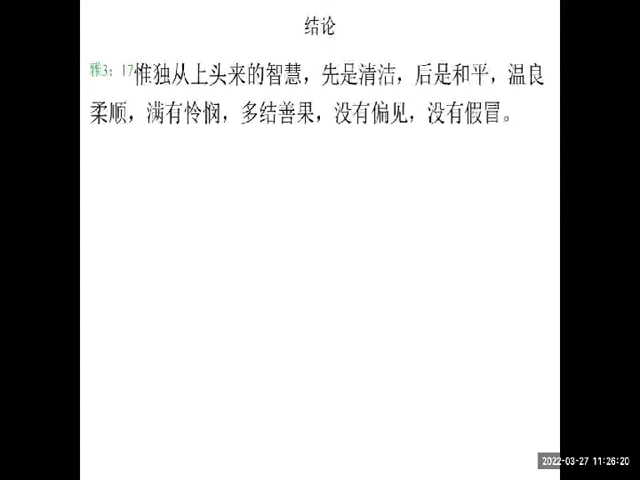 结论
雅3：17惟独从上头来的智慧，先是清洁，后是和平，温良
柔顺，满有怜悯，多结善果，没有偏见，没有假冒。
2022-03-27 11:26:20